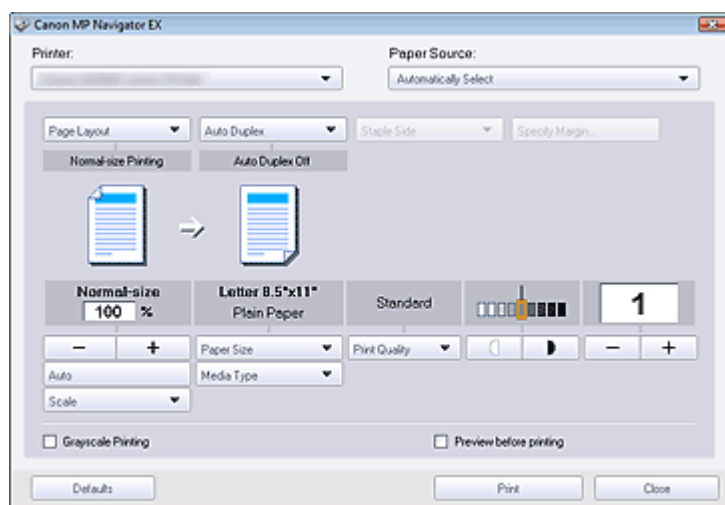 Canon MP Navigator EX
Printer: Paper Source:
Automatically Select
Page Layout Auto Duplex Staple Side Specify Margin...
Normal-size Printing Auto Duplex Off
Normal-size Letter 8.5"x11" Standard 1
100 % Plain Paper
− + Paper Size Print Quality − +
Auto Media Type
Scale
Grayscale Printing Preview before printing
Defaults Print Close